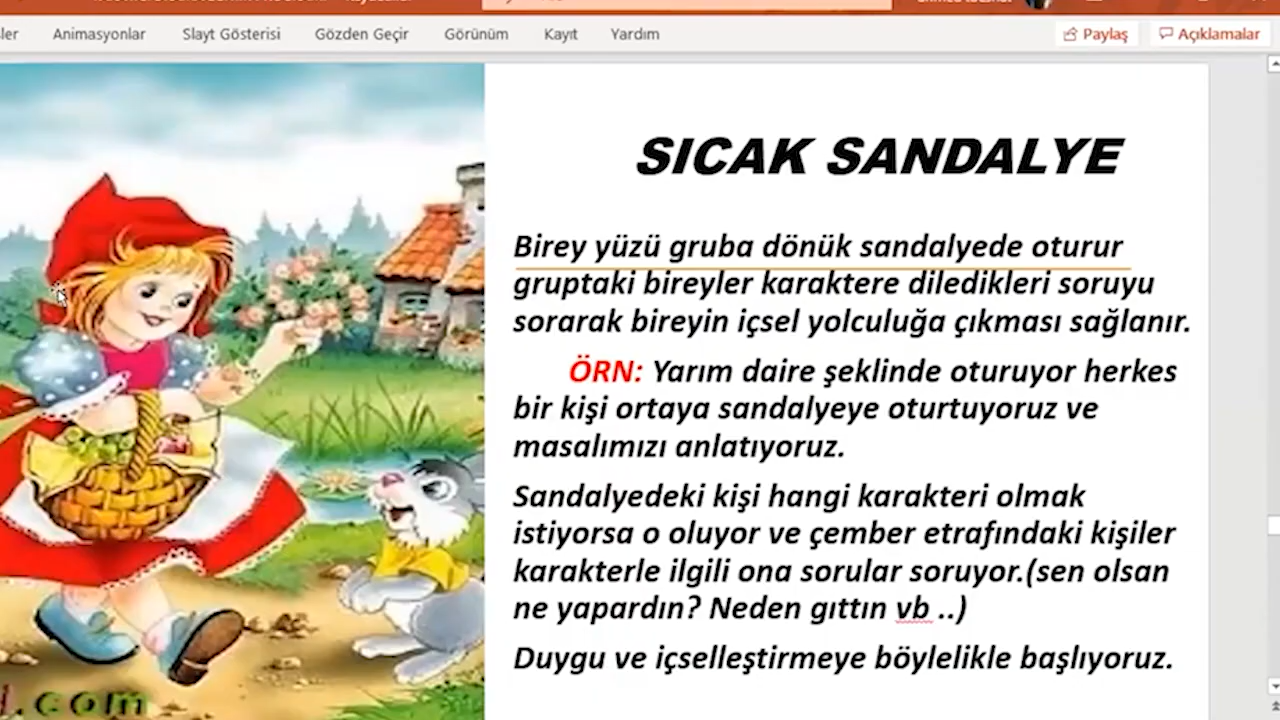 Animasyonlar Slayt Gösterisi Gözden Geçir Görünüm Kayıt Yardım Paylaş Açıklamalar
SICAK SANDALYE
Birey yüzü gruba dönük sandalyede oturur
gruptaki bireyler karaktere diledikleri soruyu
sorarak bireyin içsel yolculuğa çıkması sağlanır.
ÖRN: Yarım daire şeklinde oturuyor herkes
bir kişi ortaya sandalyeye oturtuyoruz ve
masalımızı anlatıyoruz.
Sandalyedeki kişi hangi karakteri olmak
istiyorsa o oluyor ve çember etrafındaki kişiler
karakterle ilgili ona sorular soruyor.(sen olsan
ne yapardın? Neden gıttın vb ..)
Duygu ve içselleştirmeye böylelikle başlıyoruz.
.com